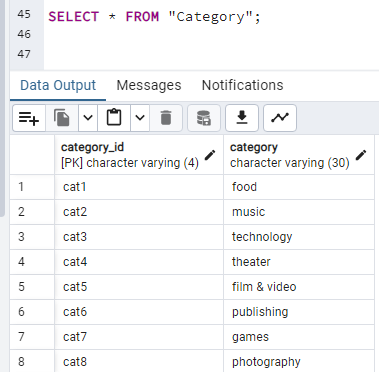 45 SELECT * FROM "Category";
46
47
Data Output Messages Notifications
category_id category
[PK] character varying (4) character varying (30)
1 cat1 food
2 cat2 music
3 cat3 technology
4 cat4 theater
5 cat5 film & video
6 cat6 publishing
7 cat7 games
8 cat8 photography